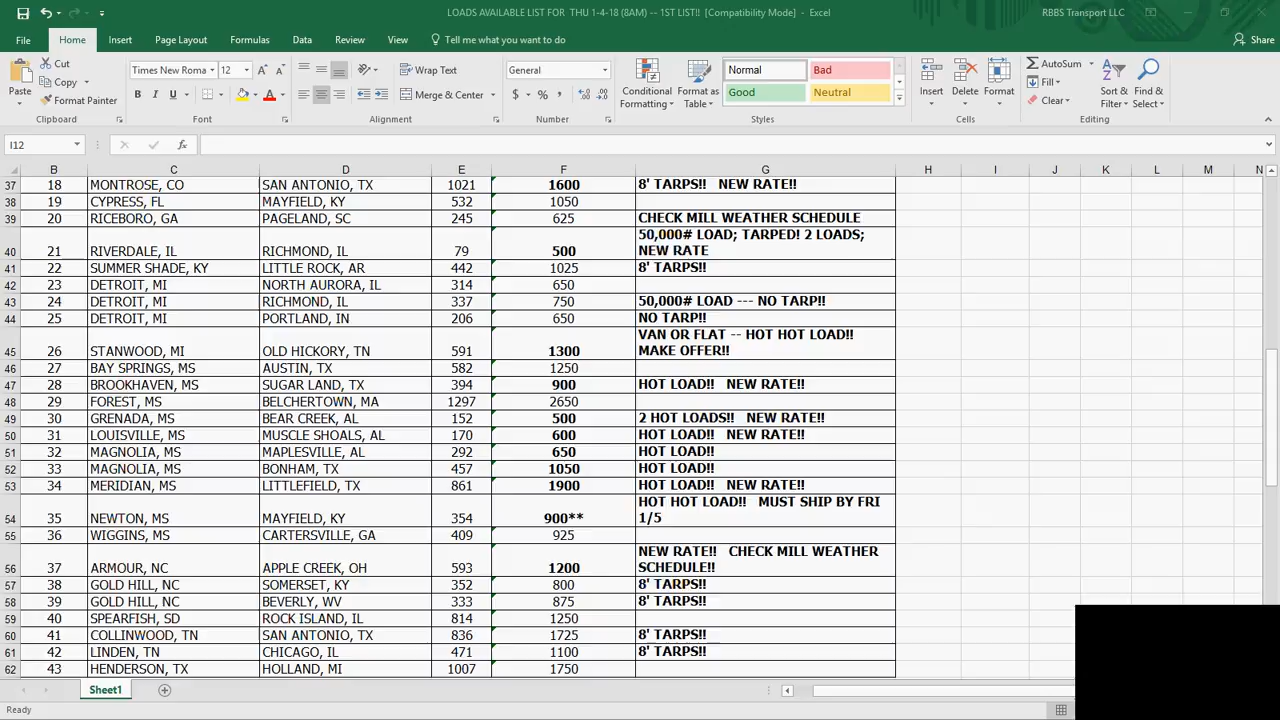 LOADS AVAILABLE LIST FOR  THU 1-4-18 (8AM) -- 1ST LIST!!  [Compatibility Mode]  -  Excel
RBBS Transport LLC
File Home Insert Page Layout Formulas Data Review View Tell me what you want to do Share
Paste
Cut
Copy
Format Painter
Clipboard
Times New Roma 12
B I U
Font
Wrap Text
Merge & Center
Alignment
General
$ % ,
Number
Conditional Formatting
Format as Table
Normal Bad
Good Neutral
Styles
Insert Delete Format
Cells
AutoSum
Fill
Clear
Sort & Filter
Find & Select
Editing
I12 fx
B C D E F G H I J K L M N
37 18 MONTROSE, CO SAN ANTONIO, TX 1021 1600 8' TARPS!!   NEW RATE!!
38 19 CYPRESS, FL MAYFIELD, KY 532 1050
39 20 RICEBORO, GA PAGELAND, SC 245 625 CHECK MILL WEATHER SCHEDULE
50,000# LOAD; TARPED! 2 LOADS;
40 21 RIVERDALE, IL RICHMOND, IL 79 500 NEW RATE
41 22 SUMMER SHADE, KY LITTLE ROCK, AR 442 1025 8' TARPS!!
42 23 DETROIT, MI NORTH AURORA, IL 314 650
43 24 DETROIT, MI RICHMOND, IL 337 750 50,000# LOAD --- NO TARP!!
44 25 DETROIT, MI PORTLAND, IN 206 650 NO TARP!!
VAN OR FLAT -- HOT HOT LOAD!!
45 26 STANWOOD, MI OLD HICKORY, TN 591 1300 MAKE OFFER!!
46 27 BAY SPRINGS, MS AUSTIN, TX 582 1250
47 28 BROOKHAVEN, MS SUGAR LAND, TX 394 900 HOT LOAD!!   NEW RATE!!
48 29 FOREST, MS BELCHERTOWN, MA 1297 2650
49 30 GRENADA, MS BEAR CREEK, AL 152 500 2 HOT LOADS!!   NEW RATE!!
50 31 LOUISVILLE, MS MUSCLE SHOALS, AL 170 600 HOT LOAD!!   NEW RATE!!
51 32 MAGNOLIA, MS MAPLESVILLE, AL 292 650 HOT LOAD!!
52 33 MAGNOLIA, MS BONHAM, TX 457 1050 HOT LOAD!!
53 34 MERIDIAN, MS LITTLEFIELD, TX 861 1900 HOT LOAD!!   NEW RATE!!
HOT HOT LOAD!!   MUST SHIP BY FRI
54 35 NEWTON, MS MAYFIELD, KY 354 900** 1/5
55 36 WIGGINS, MS CARTERSVILLE, GA 409 925
NEW RATE!!   CHECK MILL WEATHER
56 37 ARMOUR, NC APPLE CREEK, OH 593 1200 SCHEDULE!!
57 38 GOLD HILL, NC SOMERSET, KY 352 800 8' TARPS!!
58 39 GOLD HILL, NC BEVERLY, WV 333 875 8' TARPS!!
59 40 SPEARFISH, SD ROCK ISLAND, IL 814 1250
60 41 COLLINWOOD, TN SAN ANTONIO, TX 836 1725 8' TARPS!!
61 42 LINDEN, TN CHICAGO, IL 471 1100 8' TARPS!!
62 43 HENDERSON, TX HOLLAND, MI 1007 1750
Sheet1
Ready